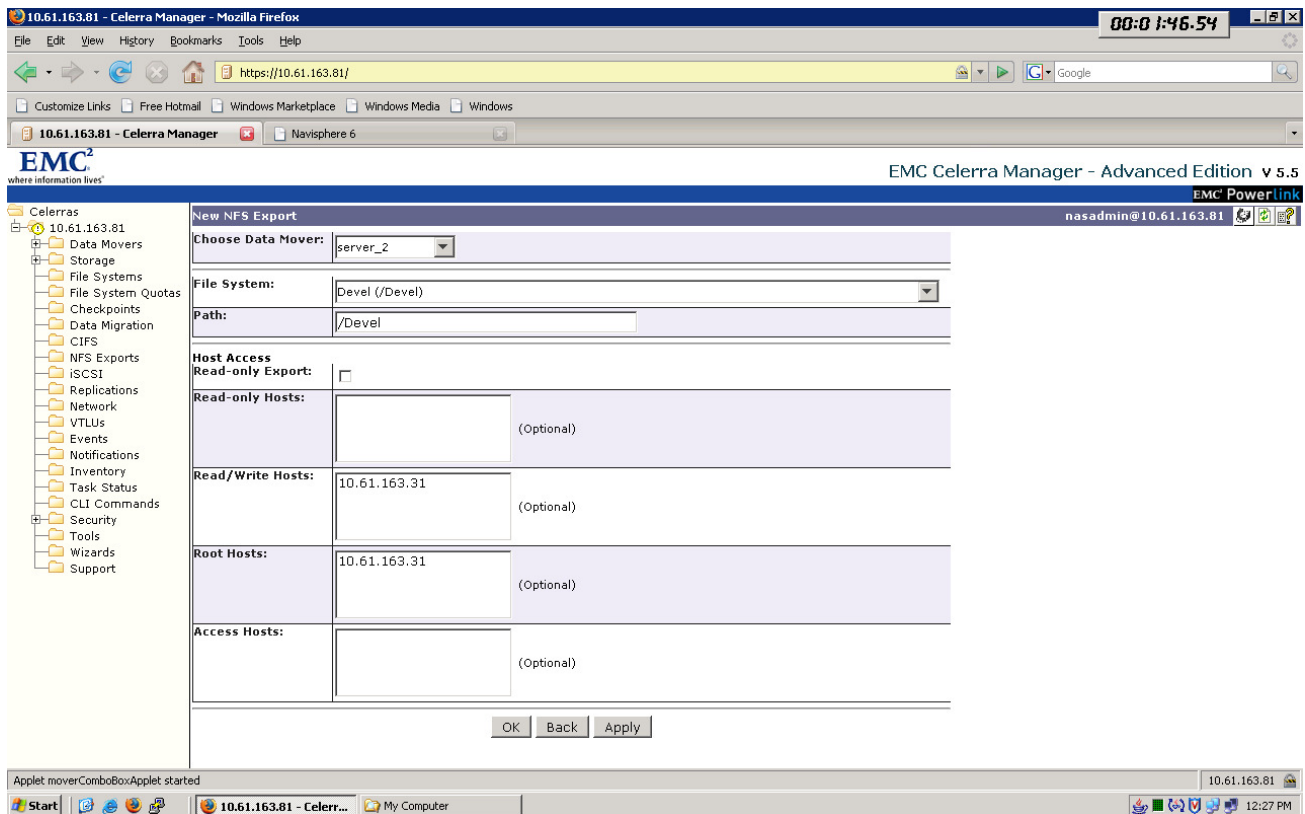 10.61.163.81 - Celerra Manager - Mozilla Firefox
00:0 1:46.54
File Edit View History Bookmarks Tools Help
https://10.61.163.81/
Google
Customize Links Free Hotmail Windows Marketplace Windows Media Windows
10.61.163.81 - Celerra Manager Navisphere 6
EMC²
where information lives®
EMC Celerra Manager - Advanced Edition v 5.5
EMC² Powerlink
Celerras
10.61.163.81
Data Movers
Storage
File Systems
File System Quotas
Checkpoints
Data Migration
CIFS
NFS Exports
iSCSI
Replications
Network
VTLUs
Events
Notifications
Inventory
Task Status
CLI Commands
Security
Tools
Wizards
Support
New NFS Export nasadmin@10.61.163.81
Choose Data Mover: server_2
File System: Devel (/Devel)
Path: /Devel
Host Access
Read-only Export:
Read-only Hosts: (Optional)
Read/Write Hosts: 10.61.163.31 (Optional)
Root Hosts: 10.61.163.31 (Optional)
Access Hosts: (Optional)
OK Back Apply
Applet moverComboBoxApplet started 10.61.163.81
Start 10.61.163.81 - Celerr... My Computer 12:27 PM